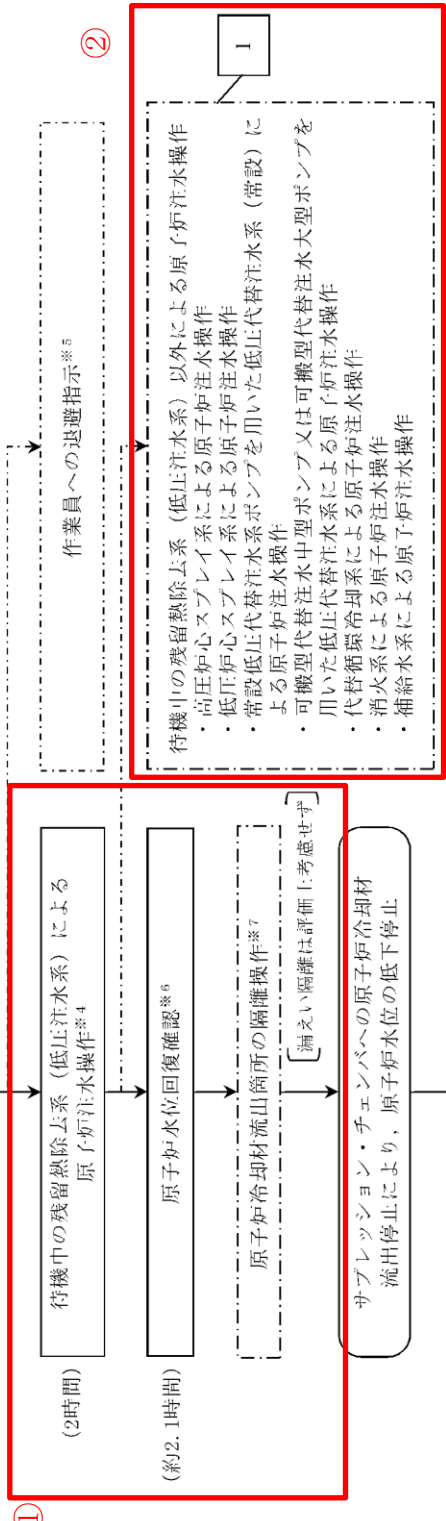 ①
(2時間)
待機中の残留熱除去系（低圧注水系）による
原子炉注水操作※4
(約2.1時間)
原子炉水位回復確認※6
原子炉冷却材流出箇所の隔離操作※7
漏えい隔離は評価上考慮せず
サプレッション・チェンバへの原子炉冷却材
流出停止により，原子炉水位の低下停止
作業員への退避指示※5
②
待機中の残留熱除去系（低圧注水系）以外による原子炉注水操作
・高圧炉心スプレイ系による原子炉注水操作
・低圧炉心スプレイ系による原子炉注水操作
・常設低圧代替注水系ポンプを用いた低圧代替注水系（常設）に
よる原子炉注水操作
・可搬型代替注水中型ポンプ又は可搬型代替注水大型ポンプを
用いた低圧代替注水系による原子炉注水操作
・代替循環冷却系による原子炉注水操作
・消火系による原子炉注水操作
・補給水系による原子炉注水操作
1